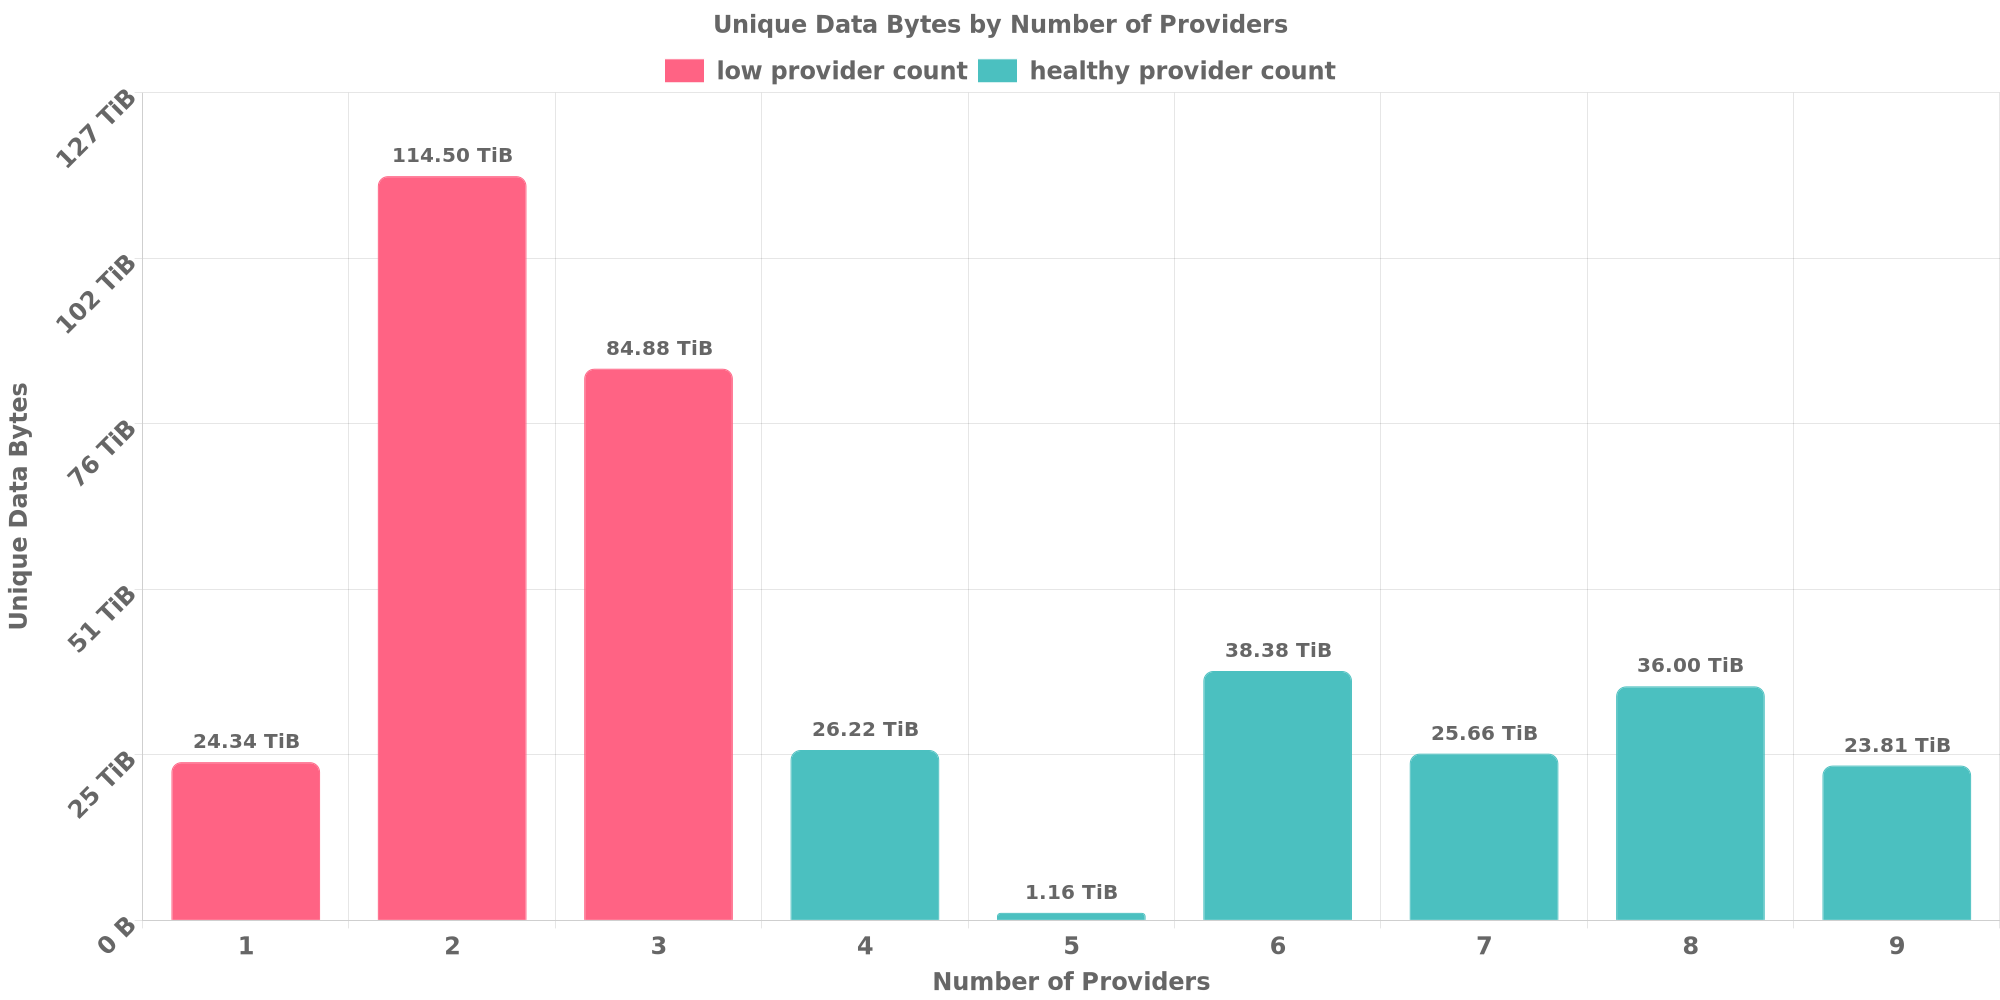 Unique Data Bytes by Number of Providers
low provider count healthy provider count
127 TiB
102 TiB
76 TiB
51 TiB
25 TiB
0 B
Unique Data Bytes
24.34 TiB
114.50 TiB
84.88 TiB
26.22 TiB
1.16 TiB
38.38 TiB
25.66 TiB
36.00 TiB
23.81 TiB
1 2 3 4 5 6 7 8 9
Number of Providers